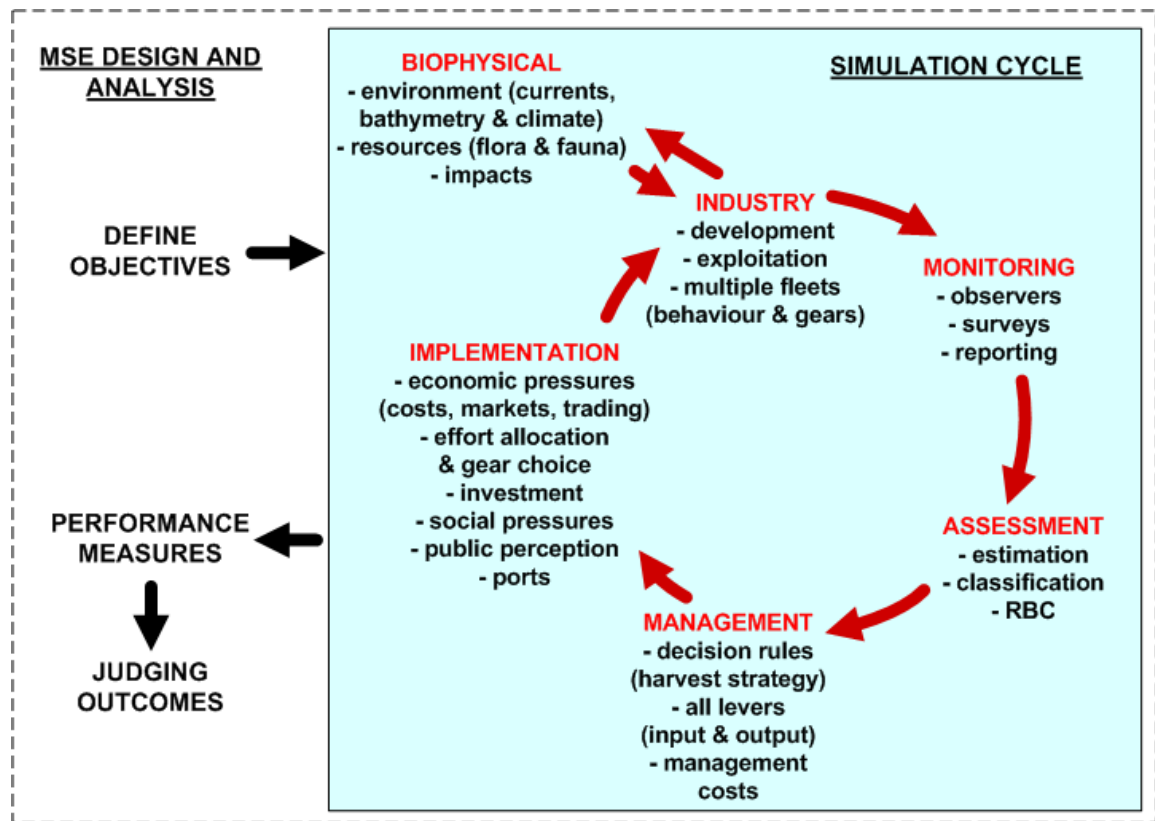 MSE DESIGN AND
ANALYSIS
DEFINE
OBJECTIVES
PERFORMANCE
MEASURES
JUDGING
OUTCOMES
SIMULATION CYCLE
BIOPHYSICAL
- environment (currents,
bathymetry & climate)
- resources (flora & fauna)
- impacts
INDUSTRY
- development
- exploitation
- multiple fleets
(behaviour & gears)
MONITORING
- observers
- surveys
- reporting
ASSESSMENT
- estimation
- classification
- RBC
MANAGEMENT
- decision rules
(harvest strategy)
- all levers
(input & output)
- management
costs
IMPLEMENTATION
- economic pressures
(costs, markets, trading)
- effort allocation
& gear choice
- investment
- social pressures
- public perception
- ports